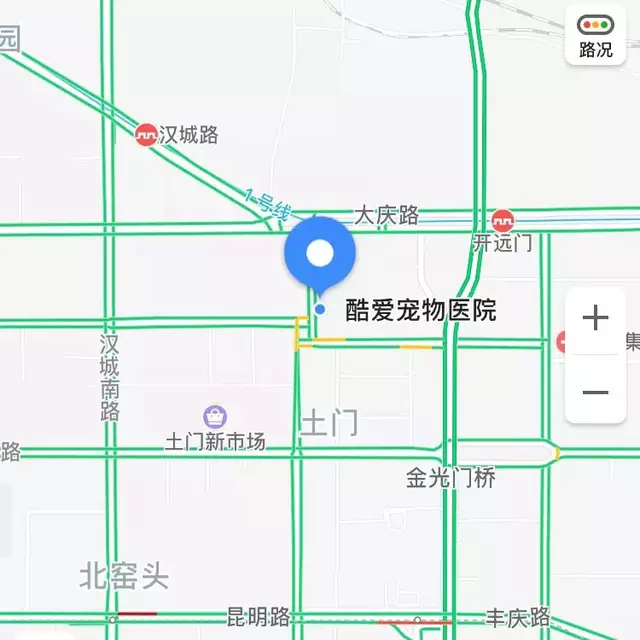 园
路况
汉城路
1号线
大庆路
开远门
酷爱宠物医院
集
汉城南路
土门
土门新市场
路
金光门桥
北窑头
昆明路
丰庆路